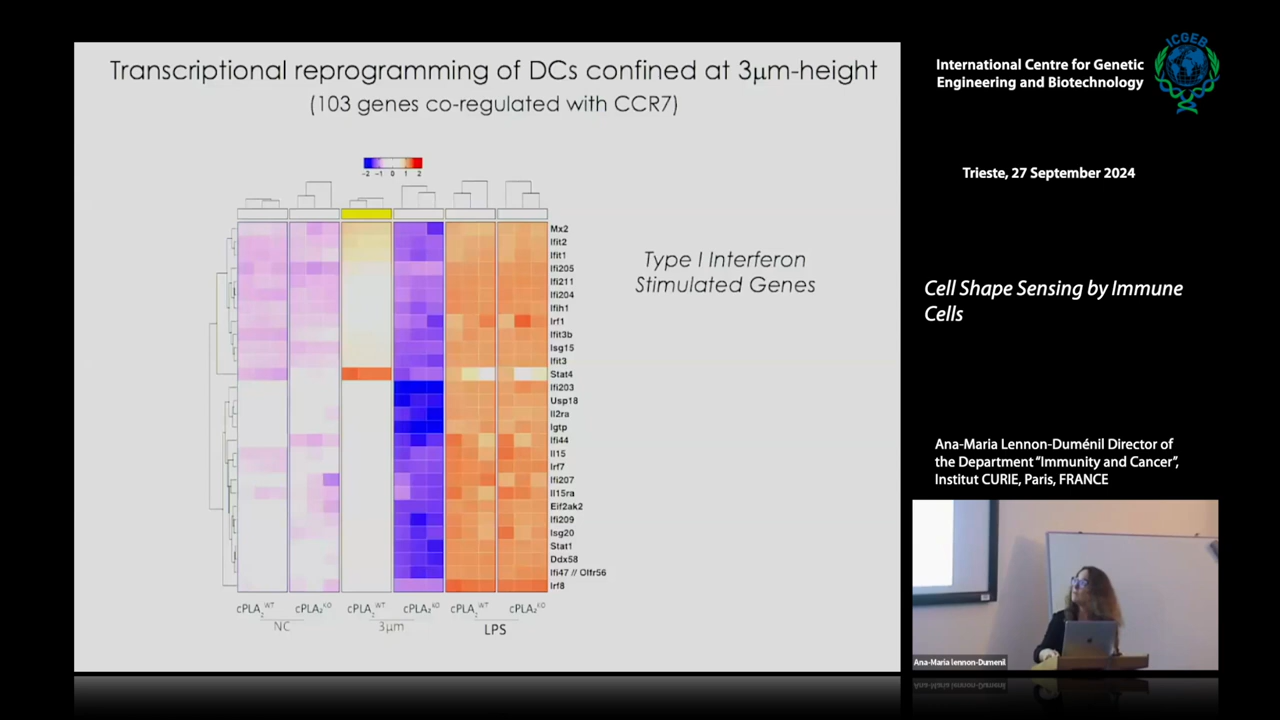 Transcriptional reprogramming of DCs confined at 3µm-height
(103 genes co-regulated with CCR7)
-2 -1 0 1 2
Type I Interferon
Stimulated Genes
Mx2
Ifit2
Ifit1
Ifi205
Ifi211
Ifi204
Ifih1
Irf1
Ifit3b
Isg15
Ifit3
Stat4
Ifi203
Usp18
Il2ra
Igtp
Ifi44
Il15
Irf7
Ifi207
Il15ra
Eif2ak2
Ifi209
Isg20
Stat1
Ddx58
Ifi47 // Olfr56
Irf8
cPLA₂ᵂᵀ cPLA₂ᴷᴼ cPLA₂ᵂᵀ cPLA₂ᴷᴼ cPLA₂ᵂᵀ cPLA₂ᴷᴼ
NC 3µm LPS
International Centre for Genetic
Engineering and Biotechnology
ICGEB
Trieste, 27 September 2024
Cell Shape Sensing by Immune
Cells
Ana-Maria Lennon-Duménil Director of
the Department “Immunity and Cancer”,
Institut CURIE, Paris, FRANCE
Ana-Maria lennon-Dumenil